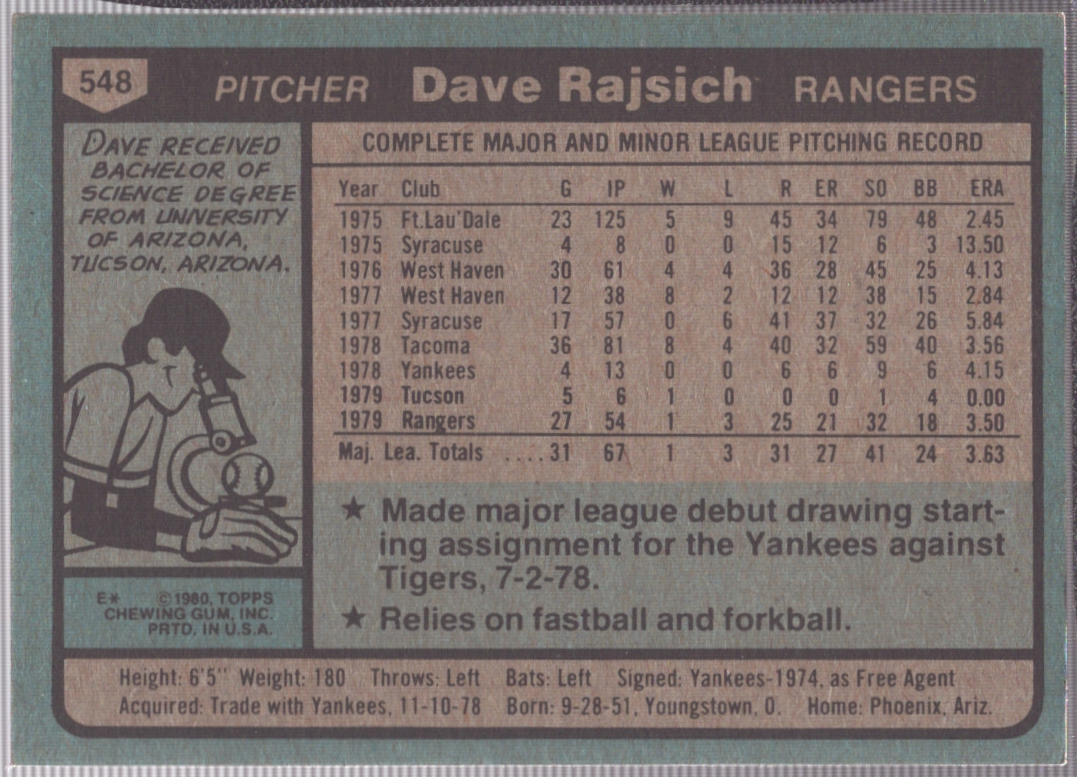 548 PITCHER Dave Rajsich RANGERS
DAVE RECEIVED
BACHELOR OF
SCIENCE DEGREE
FROM UNIVERSITY
OF ARIZONA,
TUCSON, ARIZONA.
COMPLETE MAJOR AND MINOR LEAGUE PITCHING RECORD
Year Club G IP W L R ER SO BB ERA
1975 Ft.Lau'Dale 23 125 5 9 45 34 79 48 2.45
1975 Syracuse 4 8 0 0 15 12 6 3 13.50
1976 West Haven 30 61 4 4 36 28 45 25 4.13
1977 West Haven 12 38 8 2 12 12 38 15 2.84
1977 Syracuse 17 57 0 6 41 37 32 26 5.84
1978 Tacoma 36 81 8 4 40 32 59 40 3.56
1978 Yankees 4 13 0 0 6 6 9 6 4.15
1979 Tucson 5 6 1 0 0 0 1 4 0.00
1979 Rangers 27 54 1 3 25 21 32 18 3.50
Maj. Lea. Totals ....31 67 1 3 31 27 41 24 3.63
★ Made major league debut drawing start-
ing assignment for the Yankees against
Tigers, 7-2-78.
★ Relies on fastball and forkball.
E* ©1980, TOPPS
CHEWING GUM, INC.
PRTD. IN U.S.A.
Height: 6'5" Weight: 180 Throws: Left Bats: Left Signed: Yankees-1974, as Free Agent
Acquired: Trade with Yankees, 11-10-78 Born: 9-28-51, Youngstown, O. Home: Phoenix, Ariz.